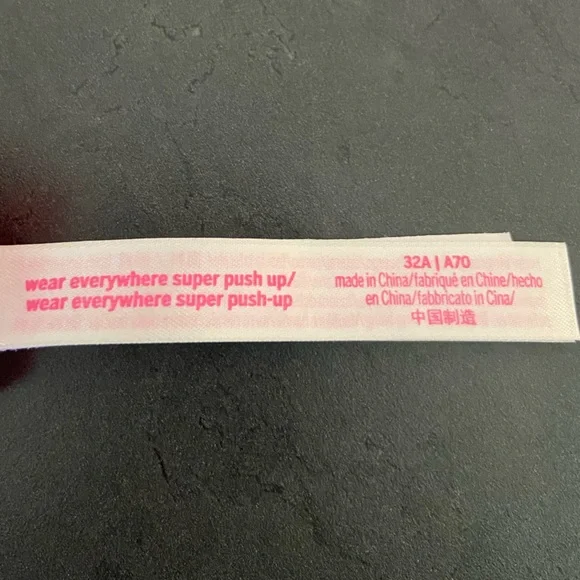 wear everywhere super push up/
wear everywhere super push-up
32A | A70
made in China/fabriqué en Chine/hecho
en China/fabbricato in Cina/
中国制造